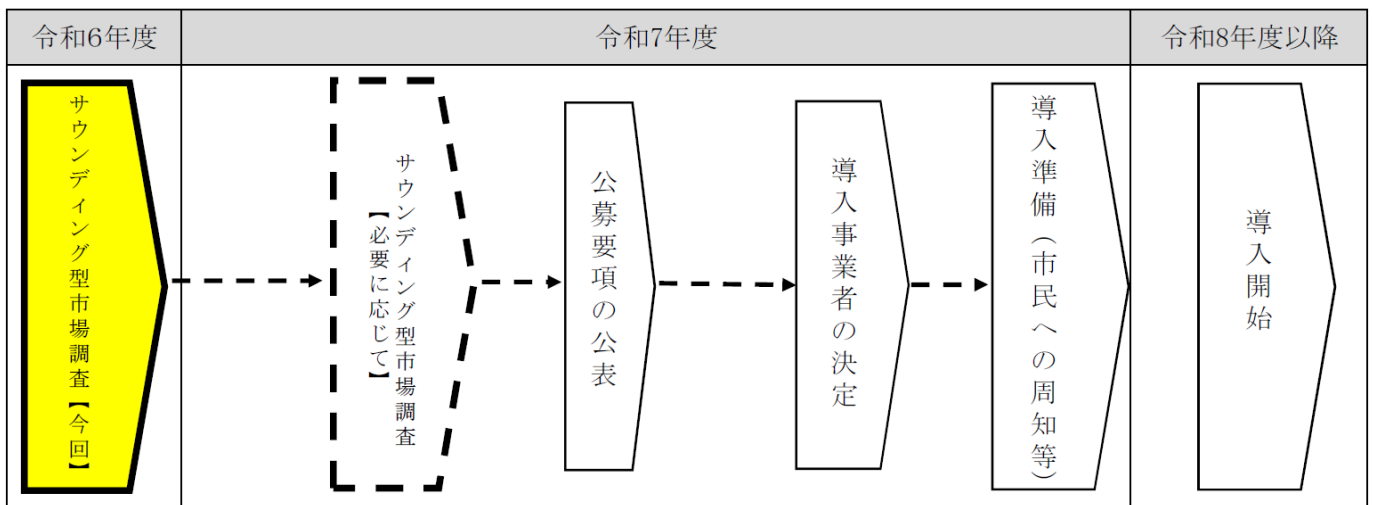 令和6年度
令和7年度
令和8年度以降
サウンディング型市場調査【今回】
サウンディング型市場調査
【必要に応じて】
公募要項の公表
導入事業者の決定
導入準備（市民への周知等）
導入開始